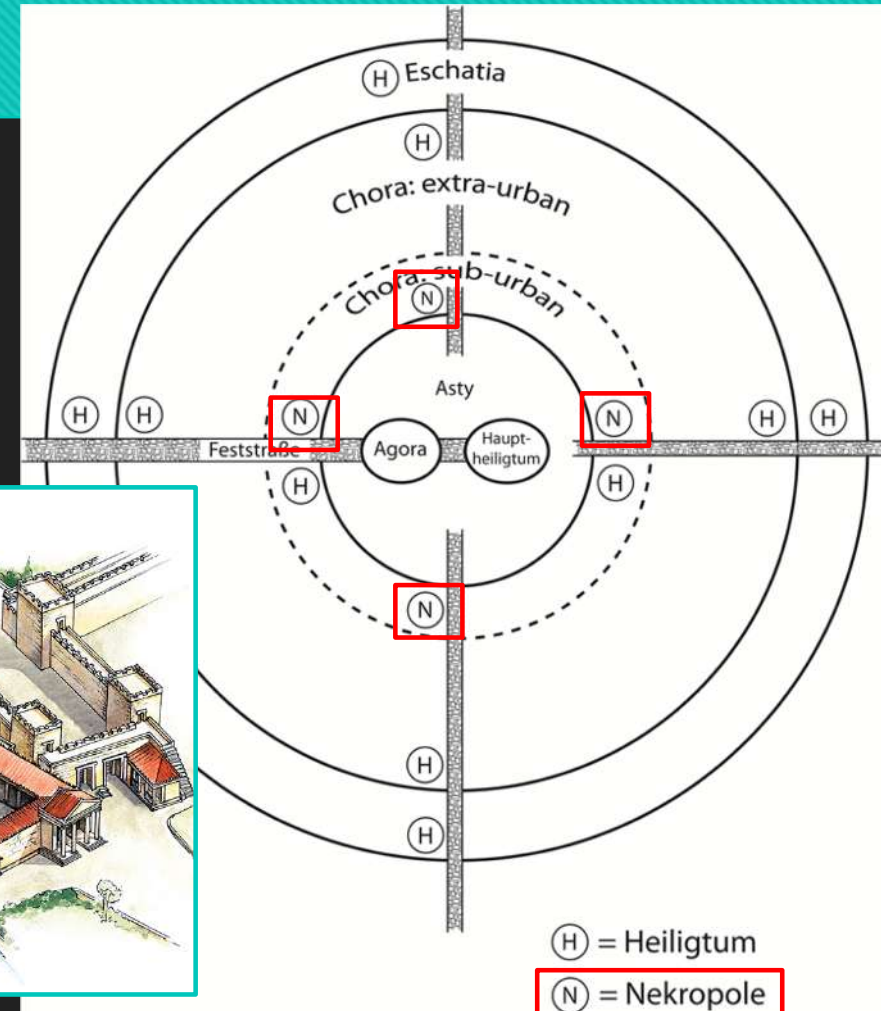 H Eschatia
H
Chora: extra-urban
Chora: sub-urban
N
Asty
H H N N H H
Feststraße Agora Haupt-
heiligtum
H H
N
H
H
H = Heiligtum
N = Nekropole